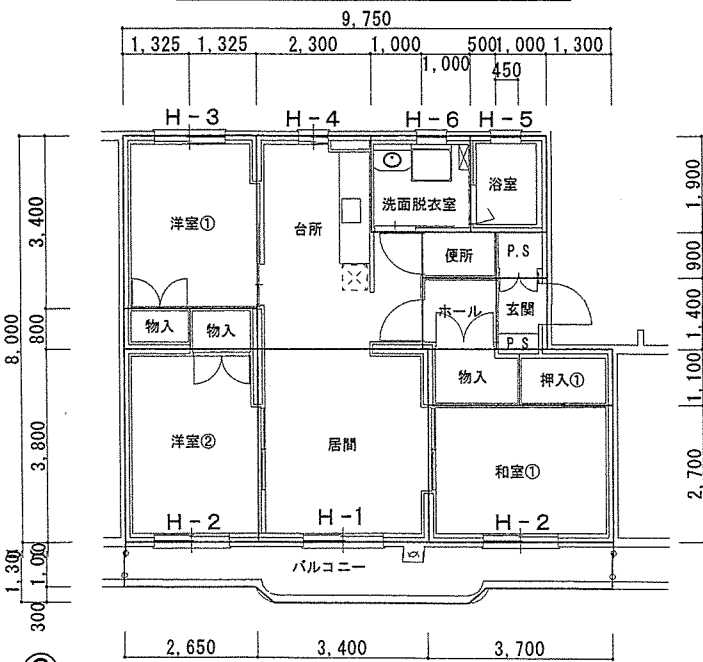 9,750
1,325 1,325 2,300 1,000 500 1,000 1,300
1,000 450
H-3 H-4 H-6 H-5
3,400
800
8,000
3,800
1,000
300
1,900
900
1,400
1,100
2,700
洋室①
台所
洗面脱衣室
浴室
便所
P.S
ホール
玄関
P.S
物入
物入
物入
押入①
洋室②
居間
和室①
H-2 H-1 H-2
バルコニー
2,650 3,400 3,700